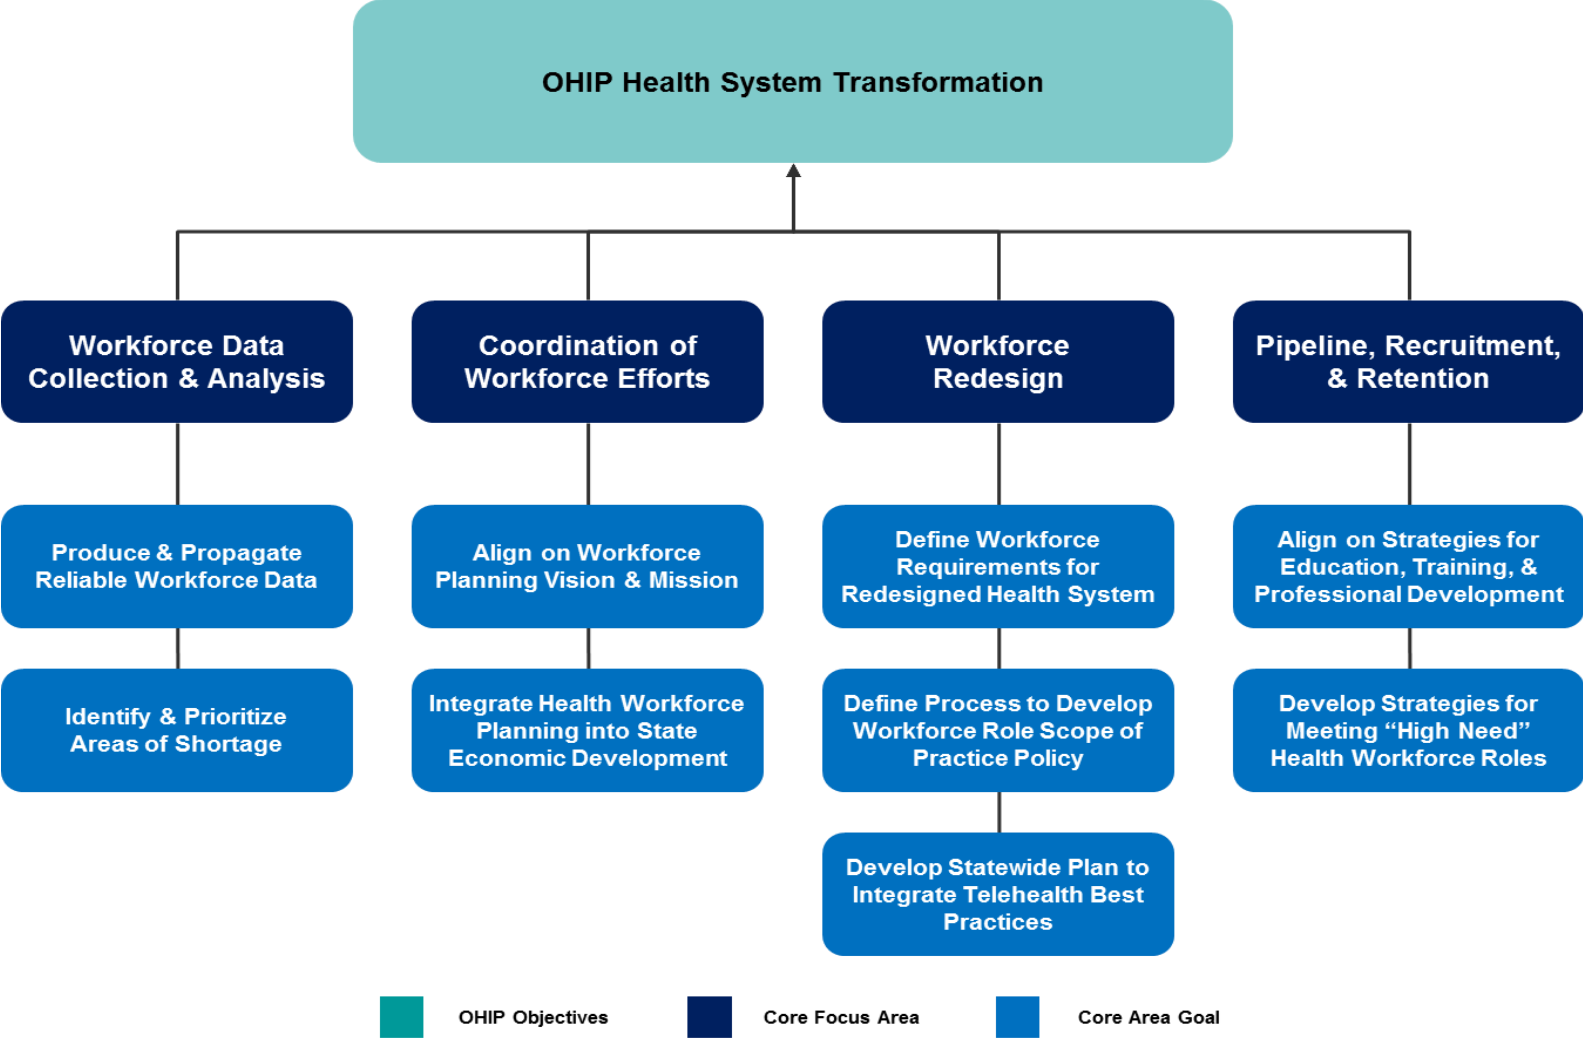 OHIP Health System Transformation
Workforce Data
Collection & Analysis
Coordination of
Workforce Efforts
Workforce
Redesign
Pipeline, Recruitment,
& Retention
Produce & Propagate
Reliable Workforce Data
Align on Workforce
Planning Vision & Mission
Define Workforce
Requirements for
Redesigned Health System
Align on Strategies for
Education, Training, &
Professional Development
Identify & Prioritize
Areas of Shortage
Integrate Health Workforce
Planning into State
Economic Development
Define Process to Develop
Workforce Role Scope of
Practice Policy
Develop Strategies for
Meeting “High Need”
Health Workforce Roles
Develop Statewide Plan to
Integrate Telehealth Best
Practices
OHIP Objectives
Core Focus Area
Core Area Goal